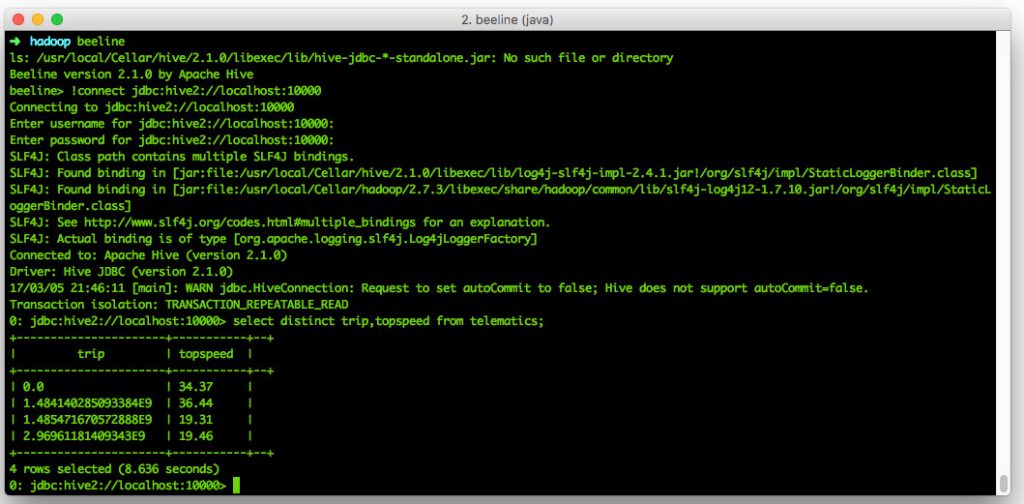 2. beeline (java)
➜ hadoop beeline
ls: /usr/local/Cellar/hive/2.1.0/libexec/lib/hive-jdbc-*-standalone.jar: No such file or directory
Beeline version 2.1.0 by Apache Hive
beeline> !connect jdbc:hive2://localhost:10000
Connecting to jdbc:hive2://localhost:10000
Enter username for jdbc:hive2://localhost:10000:
Enter password for jdbc:hive2://localhost:10000:
SLF4J: Class path contains multiple SLF4J bindings.
SLF4J: Found binding in [jar:file:/usr/local/Cellar/hive/2.1.0/libexec/lib/log4j-slf4j-impl-2.4.1.jar!/org/slf4j/impl/StaticLoggerBinder.class]
SLF4J: Found binding in [jar:file:/usr/local/Cellar/hadoop/2.7.3/libexec/share/hadoop/common/lib/slf4j-log4j12-1.7.10.jar!/org/slf4j/impl/StaticL
oggerBinder.class]
SLF4J: See http://www.slf4j.org/codes.html#multiple_bindings for an explanation.
SLF4J: Actual binding is of type [org.apache.logging.slf4j.Log4jLoggerFactory]
Connected to: Apache Hive (version 2.1.0)
Driver: Hive JDBC (version 2.1.0)
17/03/05 21:46:11 [main]: WARN jdbc.HiveConnection: Request to set autoCommit to false; Hive does not support autoCommit=false.
Transaction isolation: TRANSACTION_REPEATABLE_READ
0: jdbc:hive2://localhost:10000> select distinct trip,topspeed from telematics;
+-----------------------+-----------+--+
|         trip          | topspeed  |
+-----------------------+-----------+--+
| 0.0                   | 34.37     |
| 1.484140285093384E9   | 36.44     |
| 1.485471670572888E9   | 19.31     |
| 2.96961181409343E9    | 19.46     |
+-----------------------+-----------+--+
4 rows selected (8.636 seconds)
0: jdbc:hive2://localhost:10000>